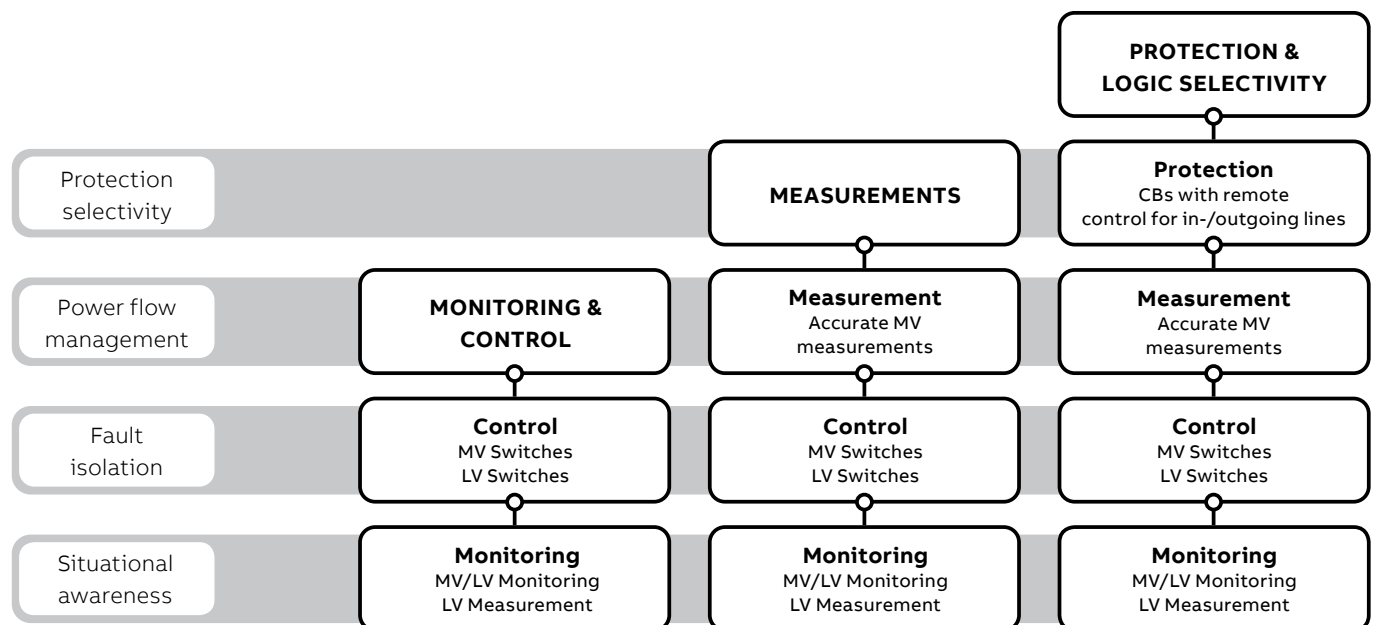 PROTECTION &
LOGIC SELECTIVITY
Protection
selectivity
MEASUREMENTS
Protection
CBs with remote
control for in-/outgoing lines
Power flow
management
MONITORING &
CONTROL
Measurement
Accurate MV
measurements
Measurement
Accurate MV
measurements
Fault
isolation
Control
MV Switches
LV Switches
Control
MV Switches
LV Switches
Control
MV Switches
LV Switches
Situational
awareness
Monitoring
MV/LV Monitoring
LV Measurement
Monitoring
MV/LV Monitoring
LV Measurement
Monitoring
MV/LV Monitoring
LV Measurement